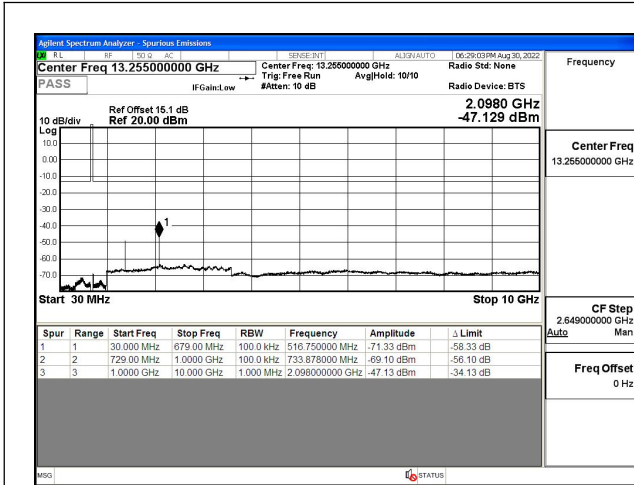 Agilent Spectrum Analyzer - Spurious Emissions
RL RF 50 Ω AC SENSE:INT ALIGN AUTO 06:29:03 PM Aug 30, 2022
Center Freq 13.255000000 GHz
Center Freq: 13.255000000 GHz
Radio Std: None
Trig: Free Run Avg|Hold: 10/10
PASS
IFGain:Low
#Atten: 10 dB
Radio Device: BTS
Frequency
2.0980 GHz
-47.129 dBm
Ref Offset 15.1 dB
10 dB/div Ref 20.00 dBm
Log
10.0
0.00
-10.0
-20.0
-30.0
-40.0
-50.0
-60.0
-70.0
1
Start 30 MHz Stop 10 GHz
Spur Range Start Freq Stop Freq RBW Frequency Amplitude Δ Limit
1 1 30.000 MHz 679.00 MHz 100.0 kHz 516.750000 MHz -71.33 dBm -58.33 dB
2 2 729.00 MHz 1.0000 GHz 100.0 kHz 733.878000 MHz -69.10 dBm -56.10 dB
3 3 1.0000 GHz 10.000 GHz 1.000 MHz 2.098000000 GHz -47.13 dBm -34.13 dB
Center Freq
13.255000000 GHz
CF Step
2.649000000 GHz
Auto Man
Freq Offset
0 Hz
MSG STATUS